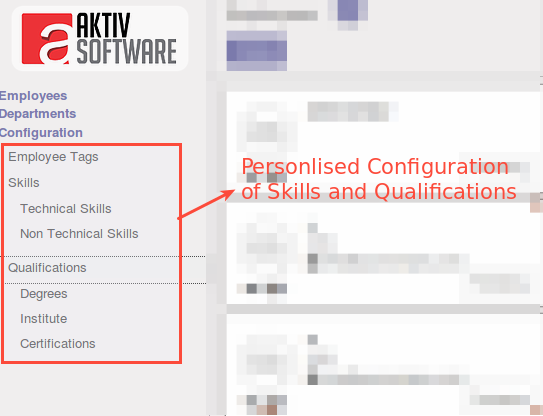 AKTIV
SOFTWARE
Employees
Departments
Configuration
Employee Tags
Skills
Technical Skills
Non Technical Skills
Qualifications
Degrees
Institute
Certifications
Personlised Configuration
of Skills and Qualifications